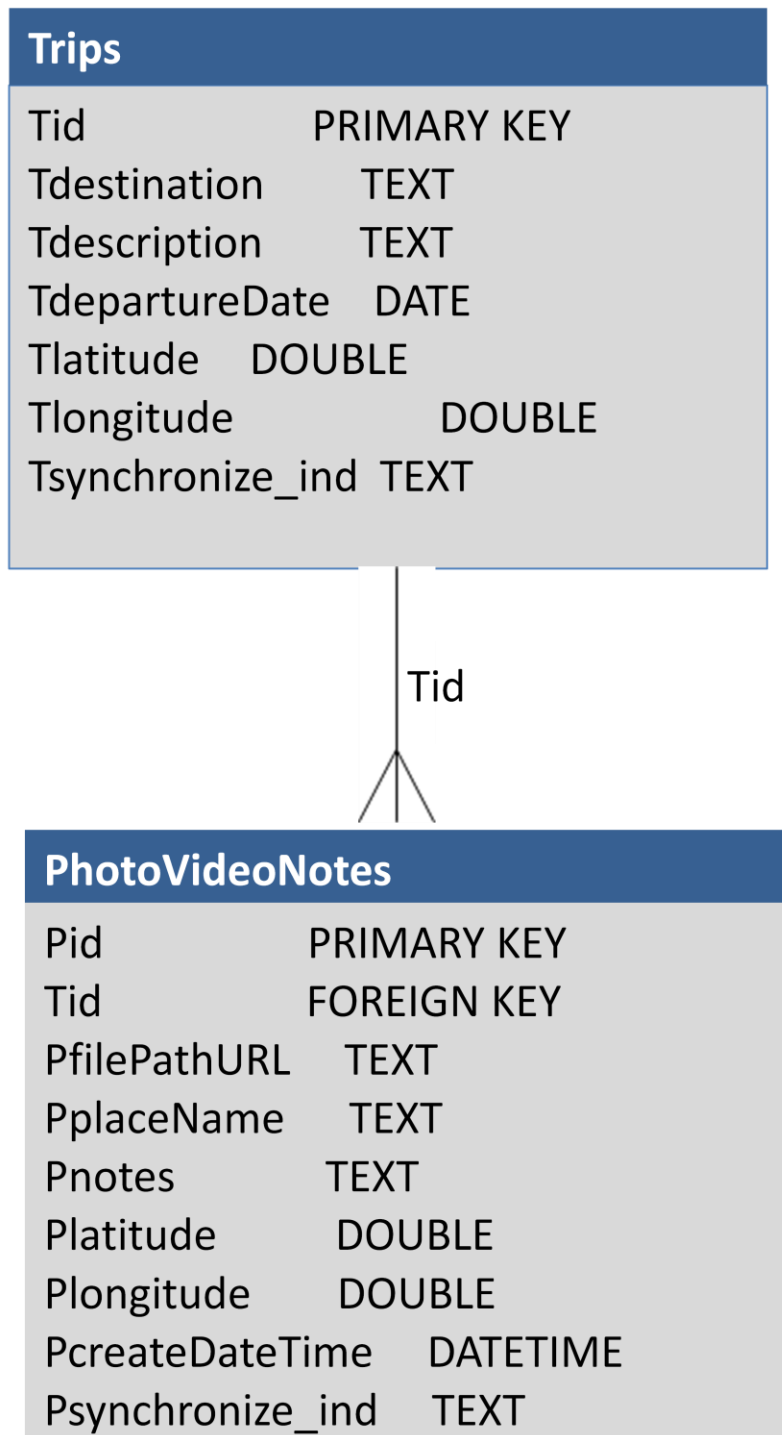 Trips
Tid PRIMARY KEY
Tdestination TEXT
Tdescription TEXT
TdepartureDate DATE
Tlatitude DOUBLE
Tlongitude DOUBLE
Tsynchronize_ind TEXT
Tid
PhotoVideoNotes
Pid PRIMARY KEY
Tid FOREIGN KEY
PfilePathURL TEXT
PplaceName TEXT
Pnotes TEXT
Platitude DOUBLE
Plongitude DOUBLE
PcreateDateTime DATETIME
Psynchronize_ind TEXT